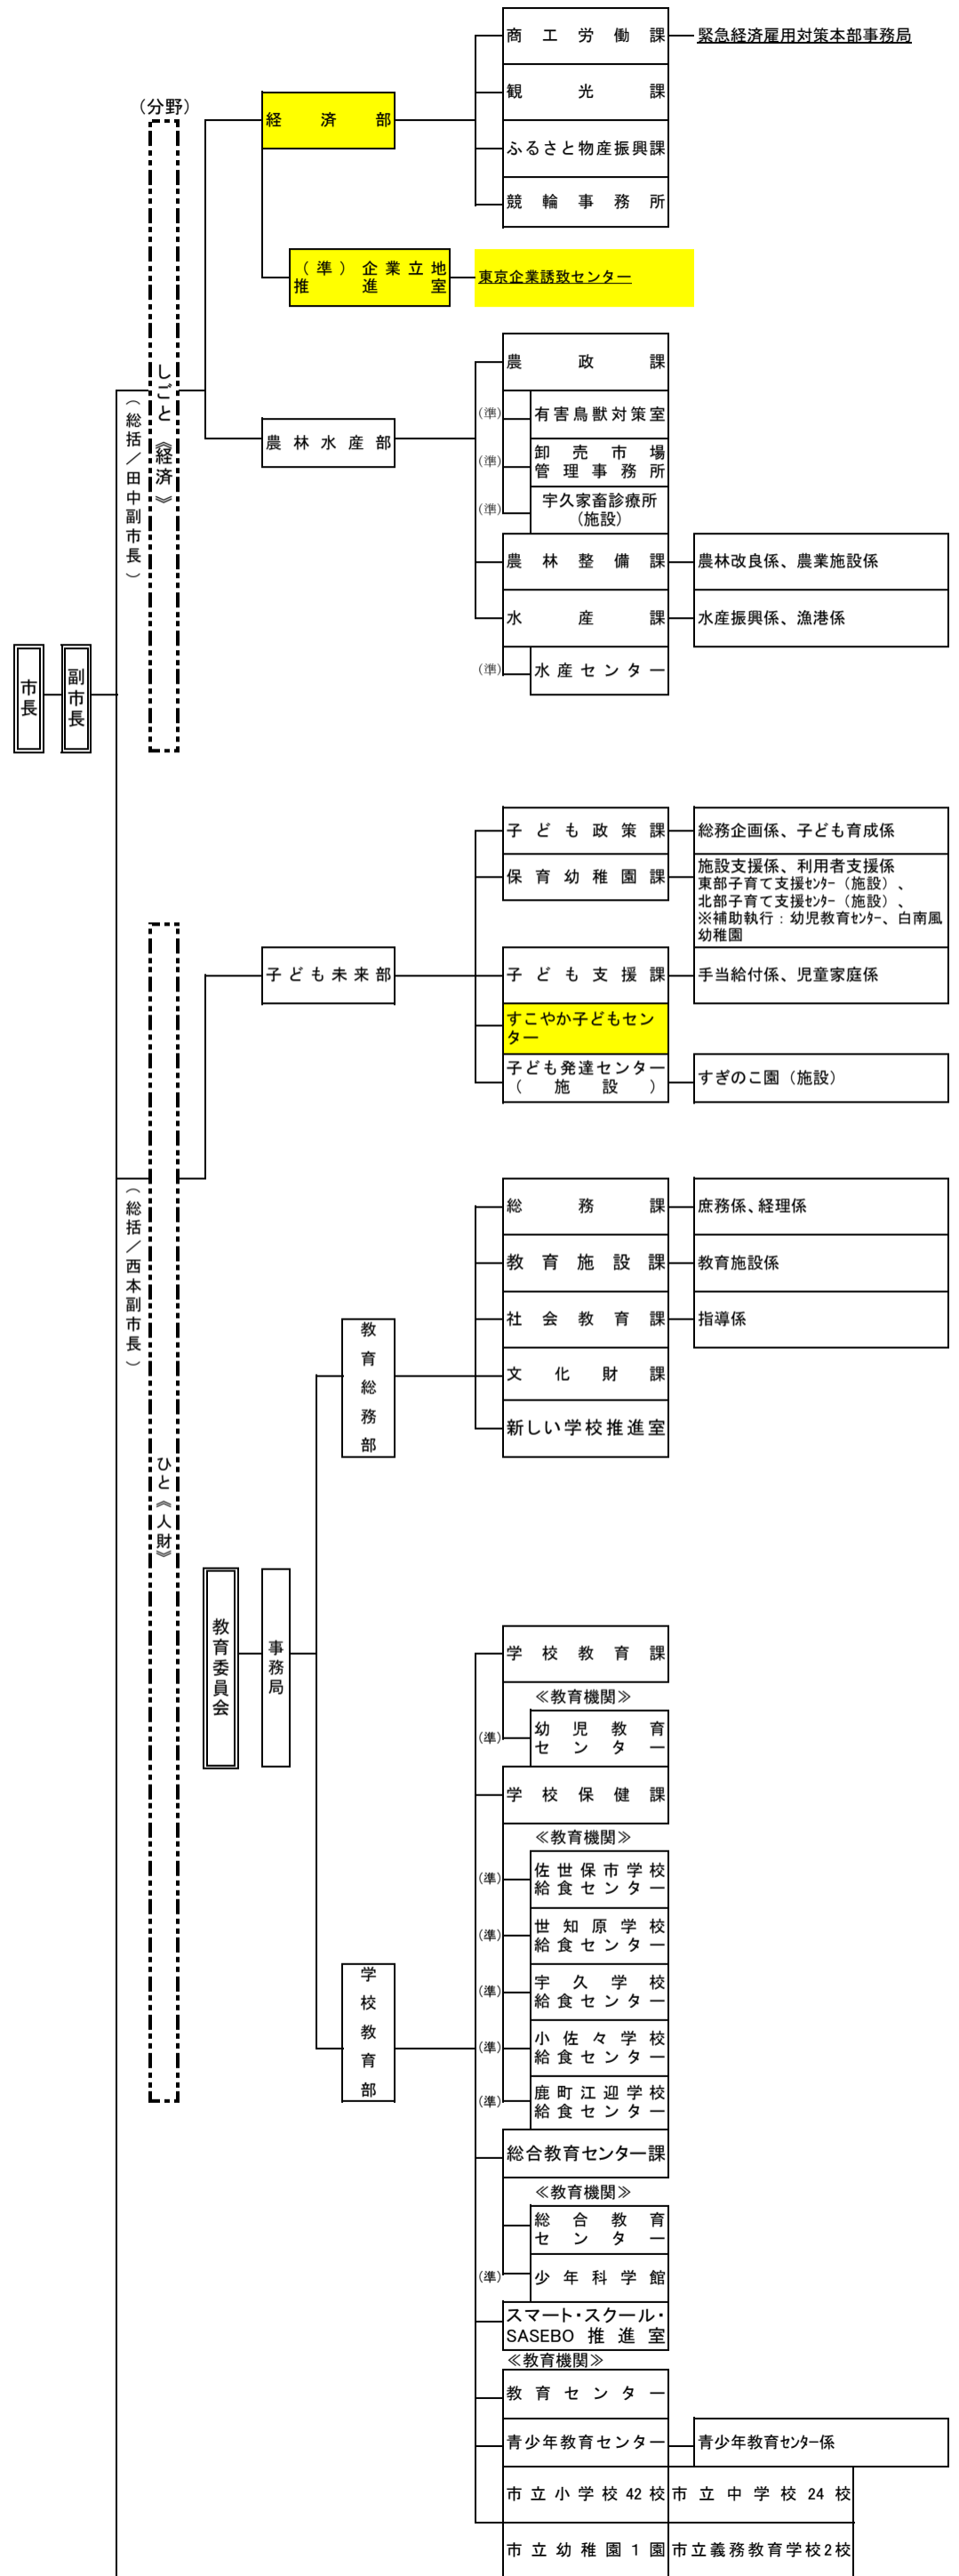 商工労働課
緊急経済雇用対策本部事務局
観光課
(分野)
経済部
ふるさと物産振興課
競輪事務所
(準)企業立地
推進室
東京企業誘致センター
農政課
しごと《経済》
(総括/田中副市長)
(準)
有害鳥獣対策室
農林水産部
(準)
卸売市場
管理事務所
(準)
宇久家畜診療所
(施設)
農林整備課
農林改良係、農業施設係
水産課
水産振興係、漁港係
(準)
水産センター
市長
副市長
子ども政策課
総務企画係、子ども育成係
保育幼稚園課
施設支援係、利用者支援係
東部子育て支援センター(施設)、
北部子育て支援センター(施設)、
※補助執行:幼児教育センター、白南風
幼稚園
子ども未来部
子ども支援課
手当給付係、児童家庭係
すこやか子どもセン
ター
子ども発達センター
(施設)
すぎのこ園(施設)
(総括/西本副市長)
総務課
庶務係、経理係
教育施設課
教育施設係
社会教育課
指導係
教育総務部
文化財課
新しい学校推進室
ひと《人財》
教育委員会
事務局
学校教育課
≪教育機関≫
(準)
幼児教育
センター
学校保健課
≪教育機関≫
(準)
佐世保市学校
給食センター
(準)
世知原学校
給食センター
(準)
宇久学校
給食センター
学校教育部
(準)
小佐々学校
給食センター
(準)
鹿町江迎学校
給食センター
総合教育センター課
≪教育機関≫
総合教育
センター
(準)
少年科学館
スマート・スクール・
SASEBO推進室
≪教育機関≫
教育センター
青少年教育センター
青少年教育センター係
市立小学校42校
市立中学校24校
市立幼稚園1園
市立義務教育学校2校